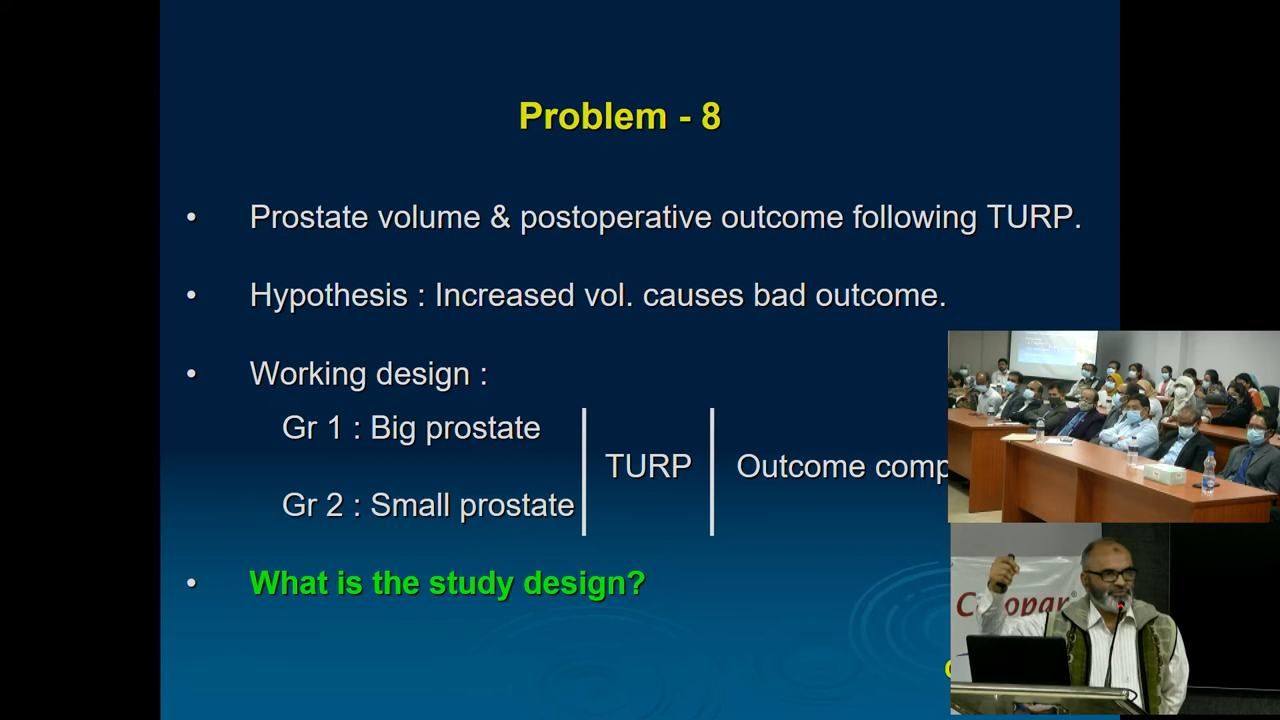 Problem - 8
• Prostate volume & postoperative outcome following TURP.
• Hypothesis : Increased vol. causes bad outcome.
• Working design :
Gr 1 : Big prostate
TURP Outcome comp
Gr 2 : Small prostate
• What is the study design?